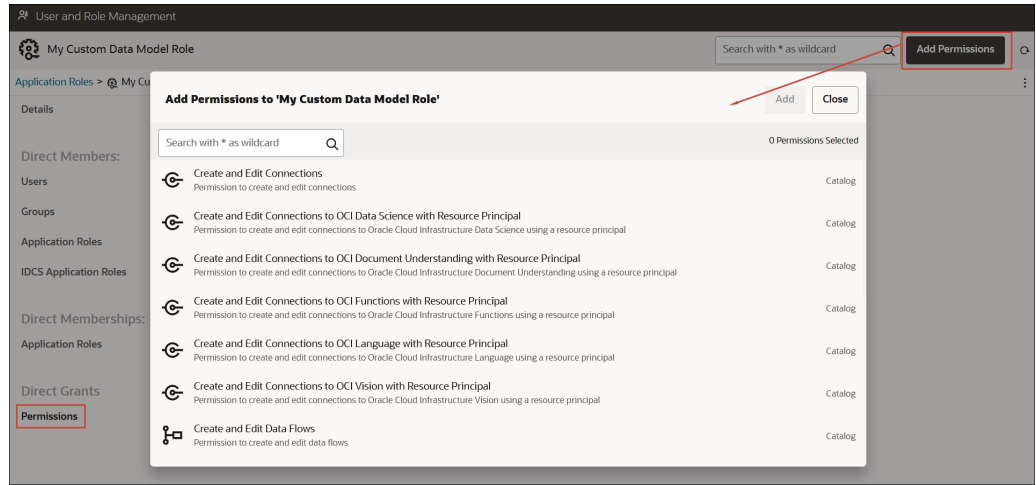 User and Role Management
My Custom Data Model Role
Search with * as wildcard
Add Permissions
Application Roles > My Cu
Details
Direct Members:
Users
Groups
Application Roles
IDCS Application Roles
Direct Memberships:
Application Roles
Direct Grants
Permissions
Add Permissions to 'My Custom Data Model Role'
Add
Close
Search with * as wildcard
0 Permissions Selected
Create and Edit Connections
Permission to create and edit connections
Catalog
Create and Edit Connections to OCI Data Science with Resource Principal
Permission to create and edit connections to Oracle Cloud Infrastructure Data Science using a resource principal
Catalog
Create and Edit Connections to OCI Document Understanding with Resource Principal
Permission to create and edit connections to Oracle Cloud Infrastructure Document Understanding using a resource principal
Catalog
Create and Edit Connections to OCI Functions with Resource Principal
Permission to create and edit connections to Oracle Cloud Infrastructure Functions using a resource principal
Catalog
Create and Edit Connections to OCI Language with Resource Principal
Permission to create and edit connections to Oracle Cloud Infrastructure Language using a resource principal
Catalog
Create and Edit Connections to OCI Vision with Resource Principal
Permission to create and edit connections to Oracle Cloud Infrastructure Vision using a resource principal
Catalog
Create and Edit Data Flows
Permission to create and edit data flows
Catalog